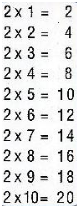 2 x 1 = 2
2 x 2 = 4
2 x 3 = 6
2 x 4 = 8
2 x 5 = 10
2 x 6 = 12
2 x 7 = 14
2 x 8 = 16
2 x 9 = 18
2 x 10= 20